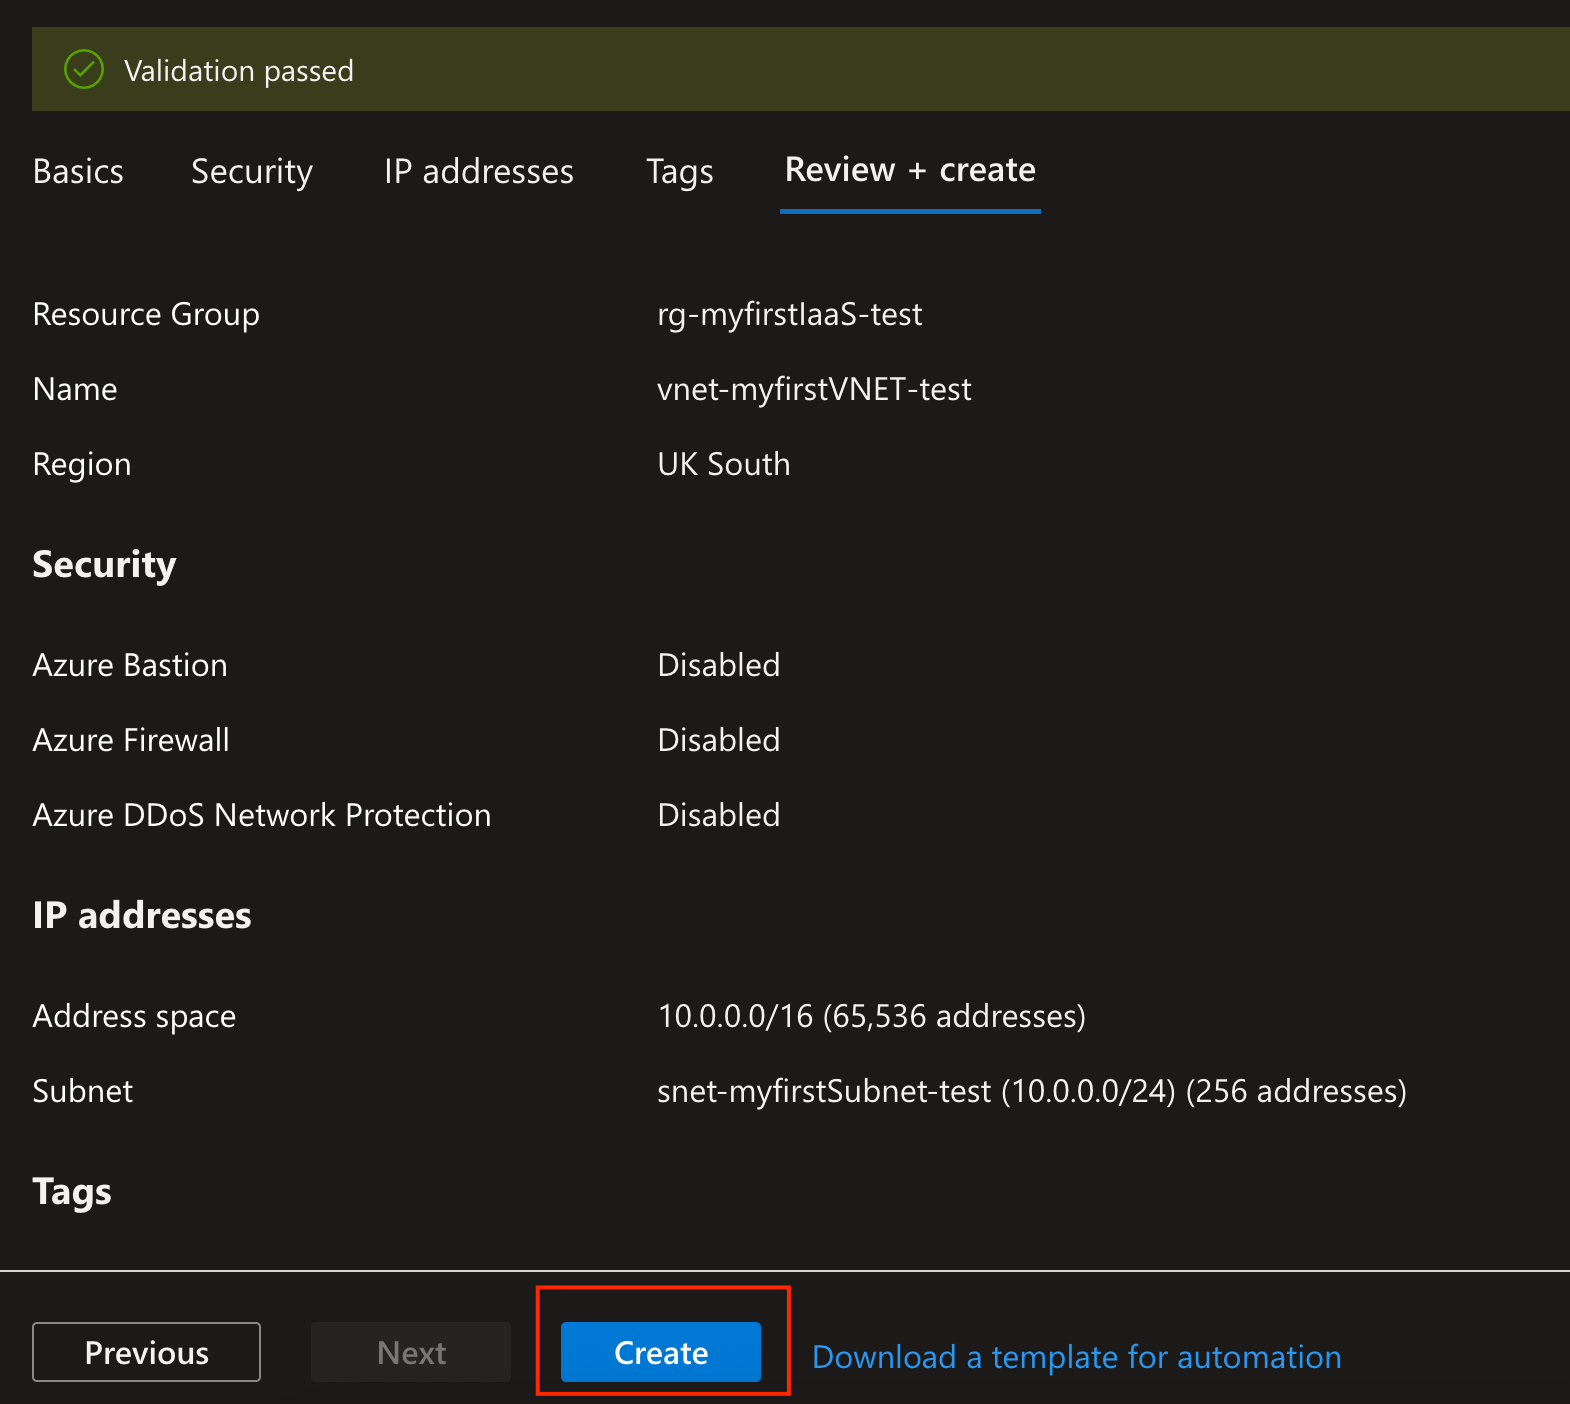 Validation passed
Basics Security IP addresses Tags Review + create
Resource Group rg-myfirstIaaS-test
Name vnet-myfirstVNET-test
Region UK South
Security
Azure Bastion Disabled
Azure Firewall Disabled
Azure DDoS Network Protection Disabled
IP addresses
Address space 10.0.0.0/16 (65,536 addresses)
Subnet snet-myfirstSubnet-test (10.0.0.0/24) (256 addresses)
Tags
Previous Next Create Download a template for automation